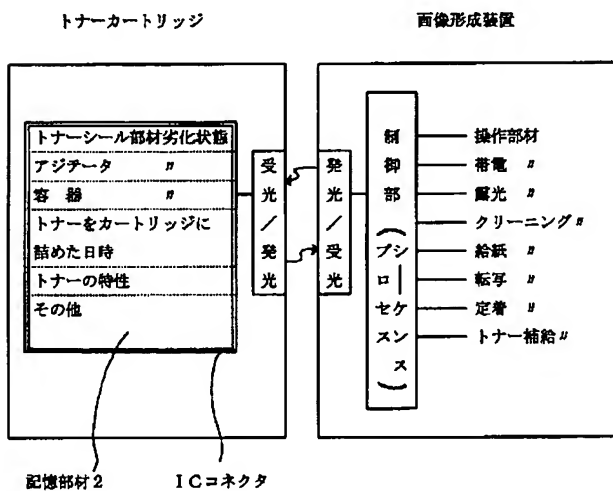 トナーカートリッジ
画像形成装置
トナーシール部材劣化状態
アジテータ 〃
容器 〃
トナーをカートリッジに
詰めた日時
トナーの特性
その他
受光/発光
発光/受光
制御部(プロセスシーケンス)
操作部材
帯電 〃
露光 〃
クリーニング〃
給紙 〃
転写 〃
定着 〃
トナー補給〃
記憶部材2
ICコネクタ